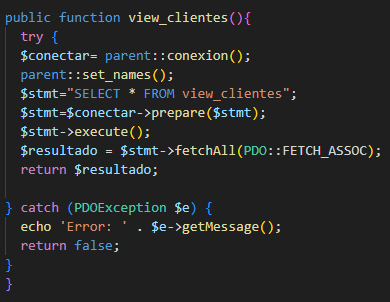 public function view_clientes(){
try {
$conectar= parent::conexion();
parent::set_names();
$stmt="SELECT * FROM view_clientes";
$stmt=$conectar->prepare($stmt);
$stmt->execute();
$resultado = $stmt->fetchAll(PDO::FETCH_ASSOC);
return $resultado;
} catch (PDOException $e) {
echo 'Error: ' . $e->getMessage();
return false;
}
}